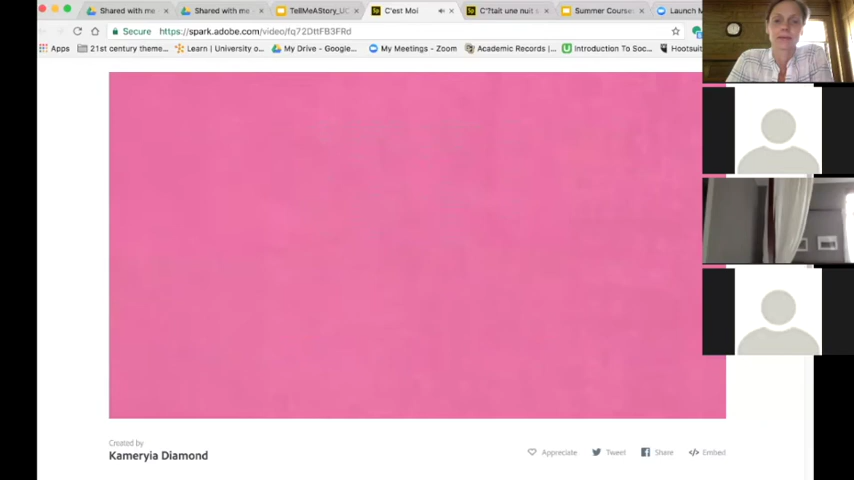 Shared with me
Shared with me
TellMeAStory_UC
C'est Moi
C'?tait une nuit
Summer Course
Launch M
Secure
https://spark.adobe.com/video/fq72DttFB3FRd
Apps
21st century theme...
Learn | University o...
My Drive - Google...
My Meetings - Zoom
Academic Records |...
Introduction To Soc...
Hootsuit
Created by
Kameryia Diamond
Appreciate
Tweet
Share
Embed